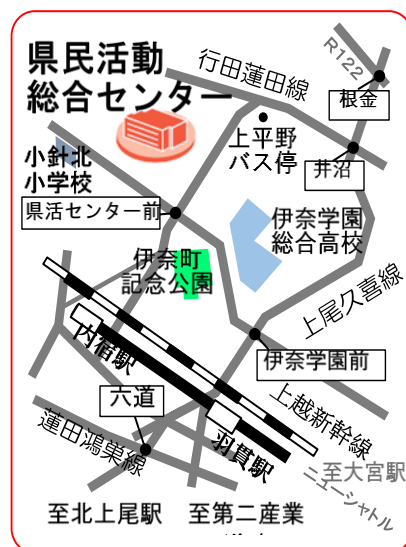 県民活動
総合センター
行田蓮田線
R122
根金
上平野
バス停
井沼
小針北
小学校
県活センター前
伊奈学園
総合高校
伊奈町
記念公園
上尾久喜線
内宿駅
伊奈学園前
六道
上越新幹線
羽貫駅
蓮田鴻巣線
至大宮駅
ニューシャトル
至北上尾駅
至第二産業